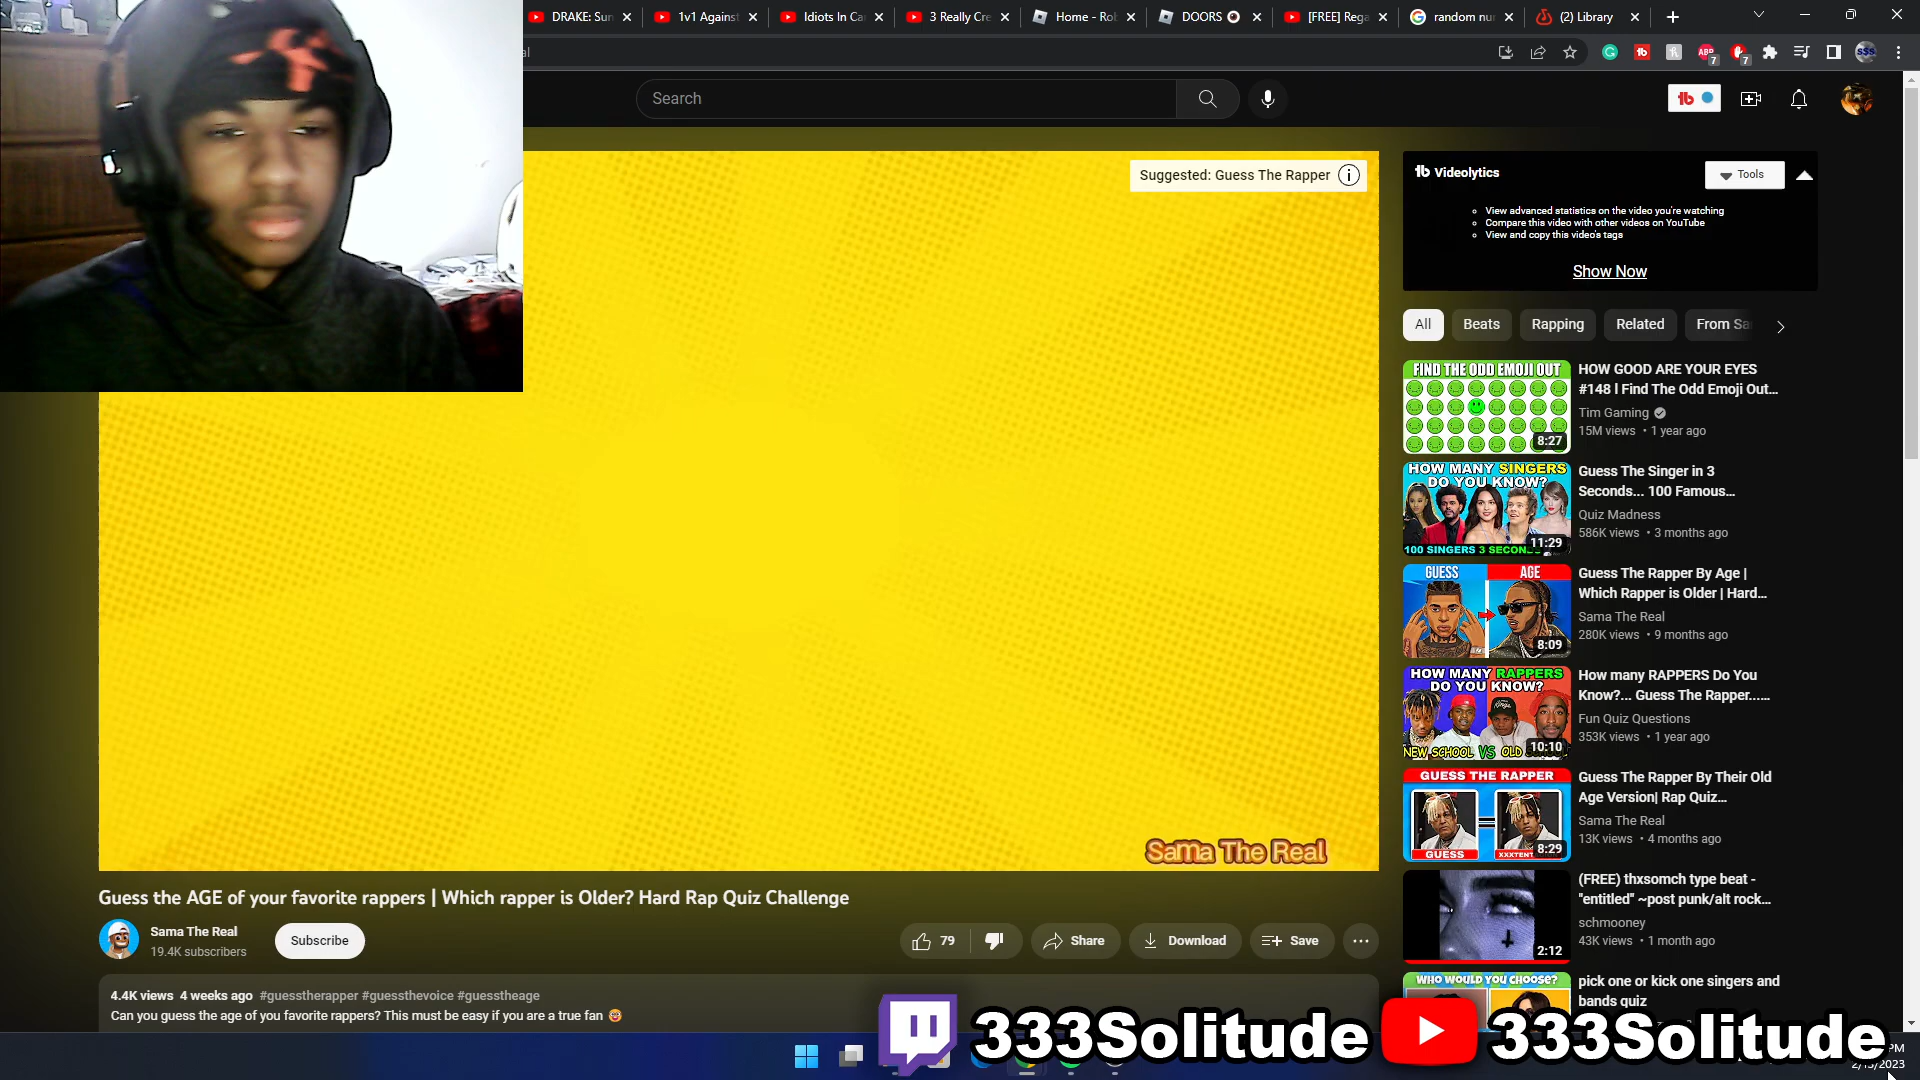 DRAKE: Sun
1v1 Against
Idiots In Ca
3 Really Cre
Home - Ro
DOORS
[FREE] Rega
random nu
(2) Library
Search
Suggested: Guess The Rapper
Videolytics
Tools
View advanced statistics on the video you're watching
Compare this video with other videos on YouTube
View and copy this video's tags
Show Now
All
Beats
Rapping
Related
From Sa
FIND THE ODD EMOJI OUT
8:27
HOW GOOD ARE YOUR EYES
#148 l Find The Odd Emoji Out...
Tim Gaming
15M views • 1 year ago
HOW MANY SINGERS
DO YOU KNOW?
11:29
100 SINGERS 3 SECOND
Guess The Singer in 3
Seconds... 100 Famous...
Quiz Madness
586K views • 3 months ago
GUESS
AGE
8:09
Guess The Rapper By Age |
Which Rapper is Older | Hard...
Sama The Real
280K views • 9 months ago
HOW MANY RAPPERS
DO YOU KNOW?
10:10
NEW SCHOOL VS OLD
How many RAPPERS Do You
Know?... Guess The Rapper......
Fun Quiz Questions
353K views • 1 year ago
GUESS THE RAPPER
8:29
GUESS
XXXTENT
Guess The Rapper By Their Old
Age Version| Rap Quiz...
Sama The Real
13K views • 4 months ago
2:12
(FREE) thxsomch type beat -
"entitled" ~post punk/alt rock...
schmooney
43K views • 1 month ago
WHO WOULD YOU CHOOSE?
pick one or kick one singers and
bands quiz
Sama The Real
Guess the AGE of your favorite rappers | Which rapper is Older? Hard Rap Quiz Challenge
Sama The Real
19.4K subscribers
Subscribe
79
Share
Download
Save
4.4K views 4 weeks ago #guesstherapper #guessthevoice #guesstheage
Can you guess the age of you favorite rappers? This must be easy if you are a true fan
333Solitude
333Solitude
PM